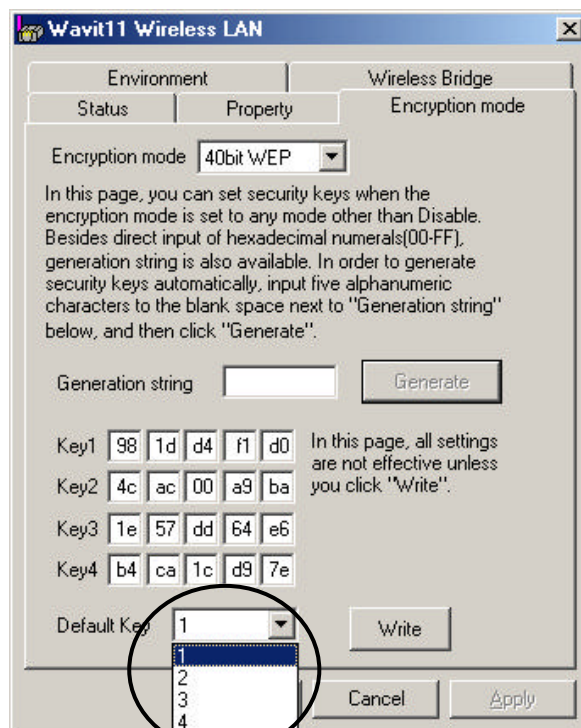 Wavit11 Wireless LAN
Environment Wireless Bridge
Status Property Encryption mode
Encryption mode 40bit WEP
In this page, you can set security keys when the
encryption mode is set to any mode other than Disable.
Besides direct input of hexadecimal numerals(00-FF),
generation string is also available. In order to generate
security keys automatically, input five alphanumeric
characters to the blank space next to "Generation string"
below, and then click "Generate".
Generation string Generate
Key1 98 1d d4 f1 d0
Key2 4c ac 00 a9 ba
Key3 1e 57 dd 64 e6
Key4 b4 ca 1c d9 7e
In this page, all settings
are not effective unless
you click "Write".
Default Key 1 Write
1
2
3
4
Cancel Apply